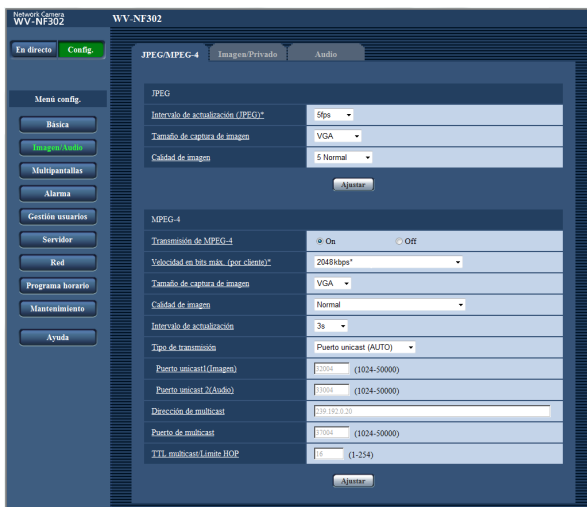 Network Camera
WV-NF302
WV-NF302
En directo
Config.
Menú config.
Básica
Imagen/Audio
Multipantallas
Alarma
Gestión usuarios
Servidor
Red
Programa horario
Mantenimiento
Ayuda
JPEG/MPEG-4
Imagen/Privado
Audio
JPEG
Intervalo de actualización (JPEG)* 5fps
Tamaño de captura de imagen VGA
Calidad de imagen 5 Normal
Ajustar
MPEG-4
Transmisión de MPEG-4 On Off
Velocidad en bits máx. (por cliente)* 2048kbps*
Tamaño de captura de imagen VGA
Calidad de imagen Normal
Intervalo de actualización 3s
Tipo de transmisión Puerto unicast (AUTO)
Puerto unicast1(Imagen) 32004 (1024-50000)
Puerto unicast 2(Audio) 33004 (1024-50000)
Dirección de multicast 239.192.0.20
Puerto de multicast 37004 (1024-50000)
TTL multicast/Limite HOP 16 (1-254)
Ajustar